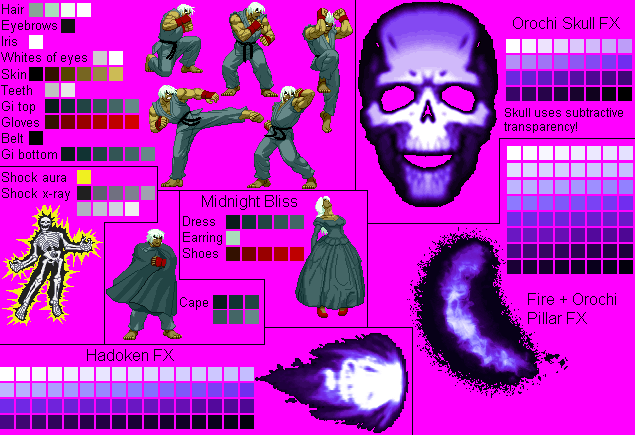 Hair
Eyebrows
Iris
Whites of eyes
Skin
Teeth
Gi top
Gloves
Belt
Gi bottom
Shock aura
Shock x-ray
Midnight Bliss
Dress
Earring
Shoes
Cape
Orochi Skull FX
Skull uses subtractive
transparency!
Fire + Orochi
Pillar FX
Hadoken FX